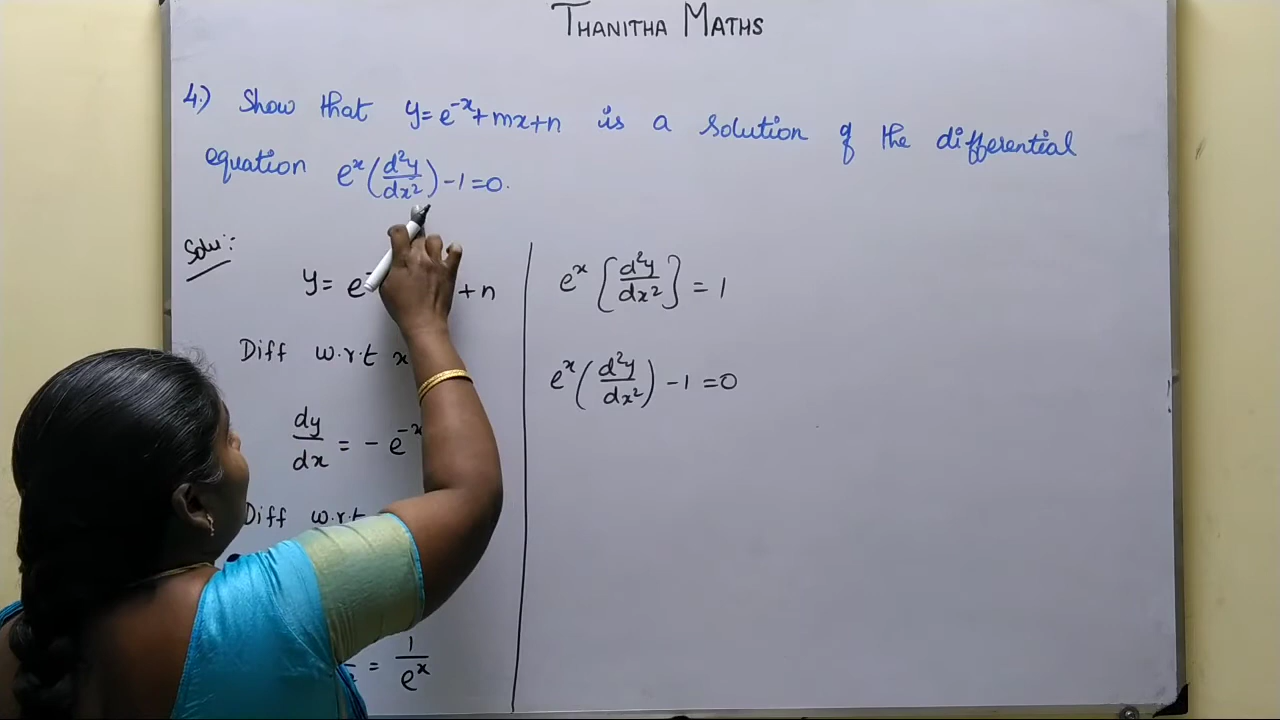 THANITHA MATHS
4.) Show that y = e^{-x} + mx + n is a solution of the differential
equation e^x (d²y/dx²) - 1 = 0.
Solu:-
y = e + n
Diff w.r.t x
dy/dx = - e^{-x}
Diff w.r.t
= 1/e^x
e^x [d²y/dx²] = 1
e^x (d²y/dx²) - 1 = 0